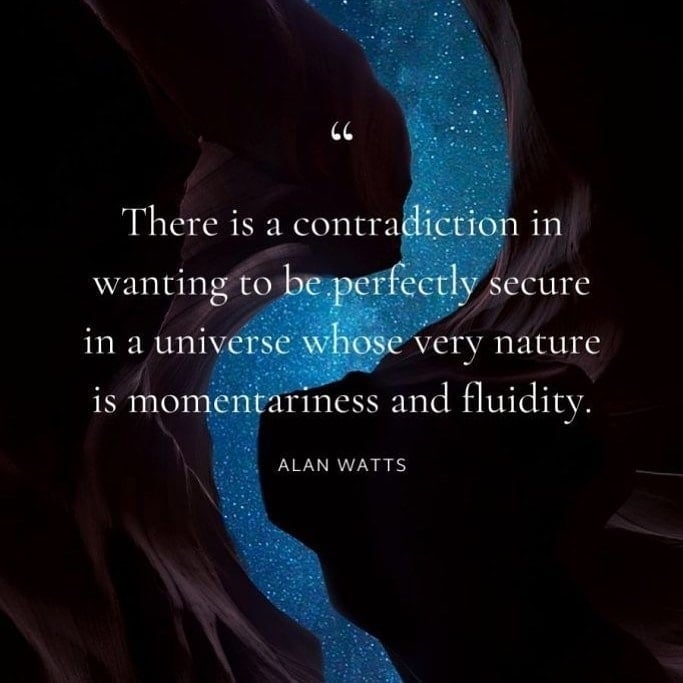 “
There is a contradiction in
wanting to be perfectly secure
in a universe whose very nature
is momentariness and fluidity.
ALAN WATTS